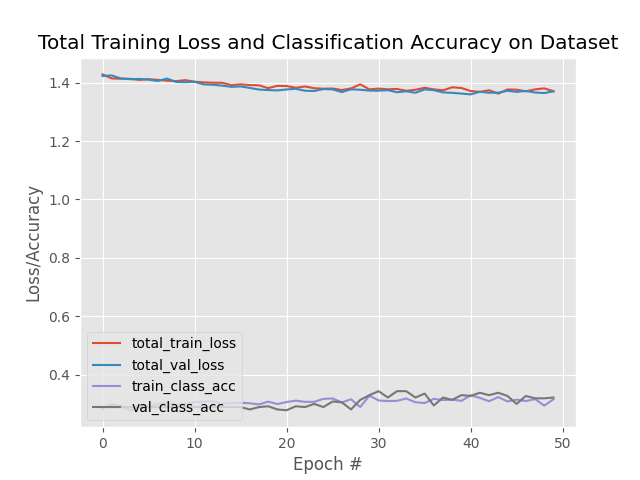 Total Training Loss and Classification Accuracy on Dataset
1.4
1.2
1.0
0.8
0.6
0.4
Loss/Accuracy
total_train_loss
total_val_loss
train_class_acc
val_class_acc
0 10 20 30 40 50
Epoch #